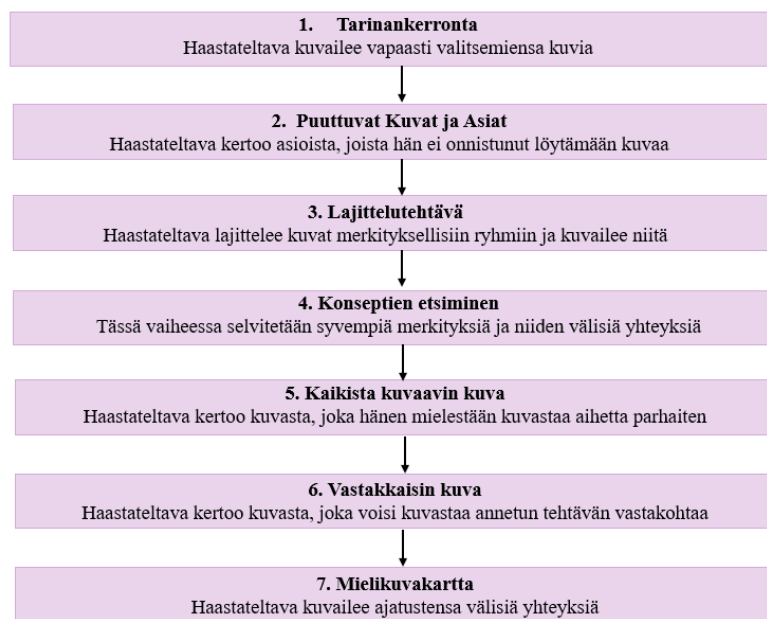 1. Tarinankerronta
Haastateltava kuvailee vapaasti valitsemiensa kuvia
2. Puuttuvat Kuvat ja Asiat
Haastateltava kertoo asioista, joista hän ei onnistunut löytämään kuvaa
3. Lajittelutehtävä
Haastateltava lajittelee kuvat merkityksellisiin ryhmiin ja kuvailee niitä
4. Konseptien etsiminen
Tässä vaiheessa selvitetään syvempiä merkityksiä ja niiden välisiä yhteyksiä
5. Kaikista kuvaavin kuva
Haastateltava kertoo kuvasta, joka hänen mielestään kuvastaa aihetta parhaiten
6. Vastakkaisin kuva
Haastateltava kertoo kuvasta, joka voisi kuvastaa annetun tehtävän vastakohtaa
7. Mielikuvakartta
Haastateltava kuvailee ajatustensa välisiä yhteyksiä